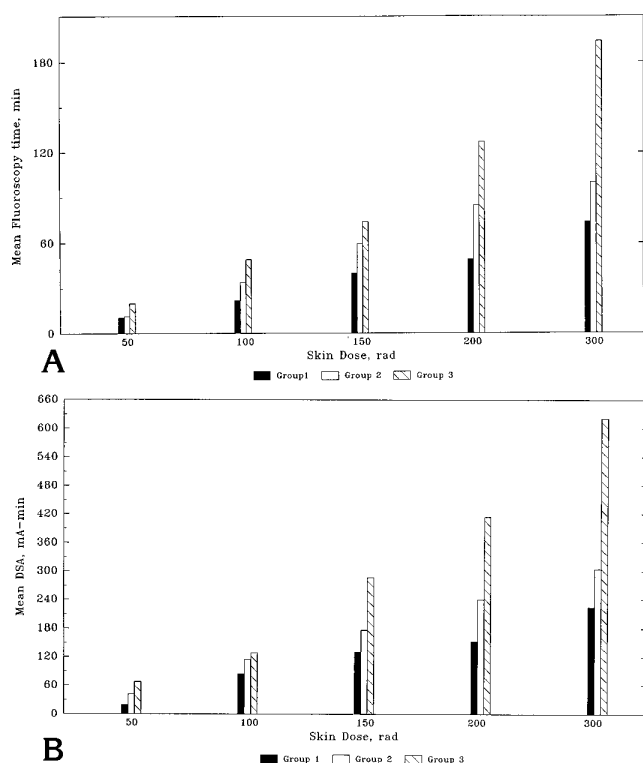 Mean Fluoroscopy time, min
180
120
60
0
50 100 150 200 300
A
Skin Dose, rad
Group1 Group 2 Group 3
Mean DSA, mA-min
660
600
540
480
420
360
300
240
180
120
60
0
50 100 150 200 300
B
Skin Dose, rad
Group 1 Group 2 Group 3